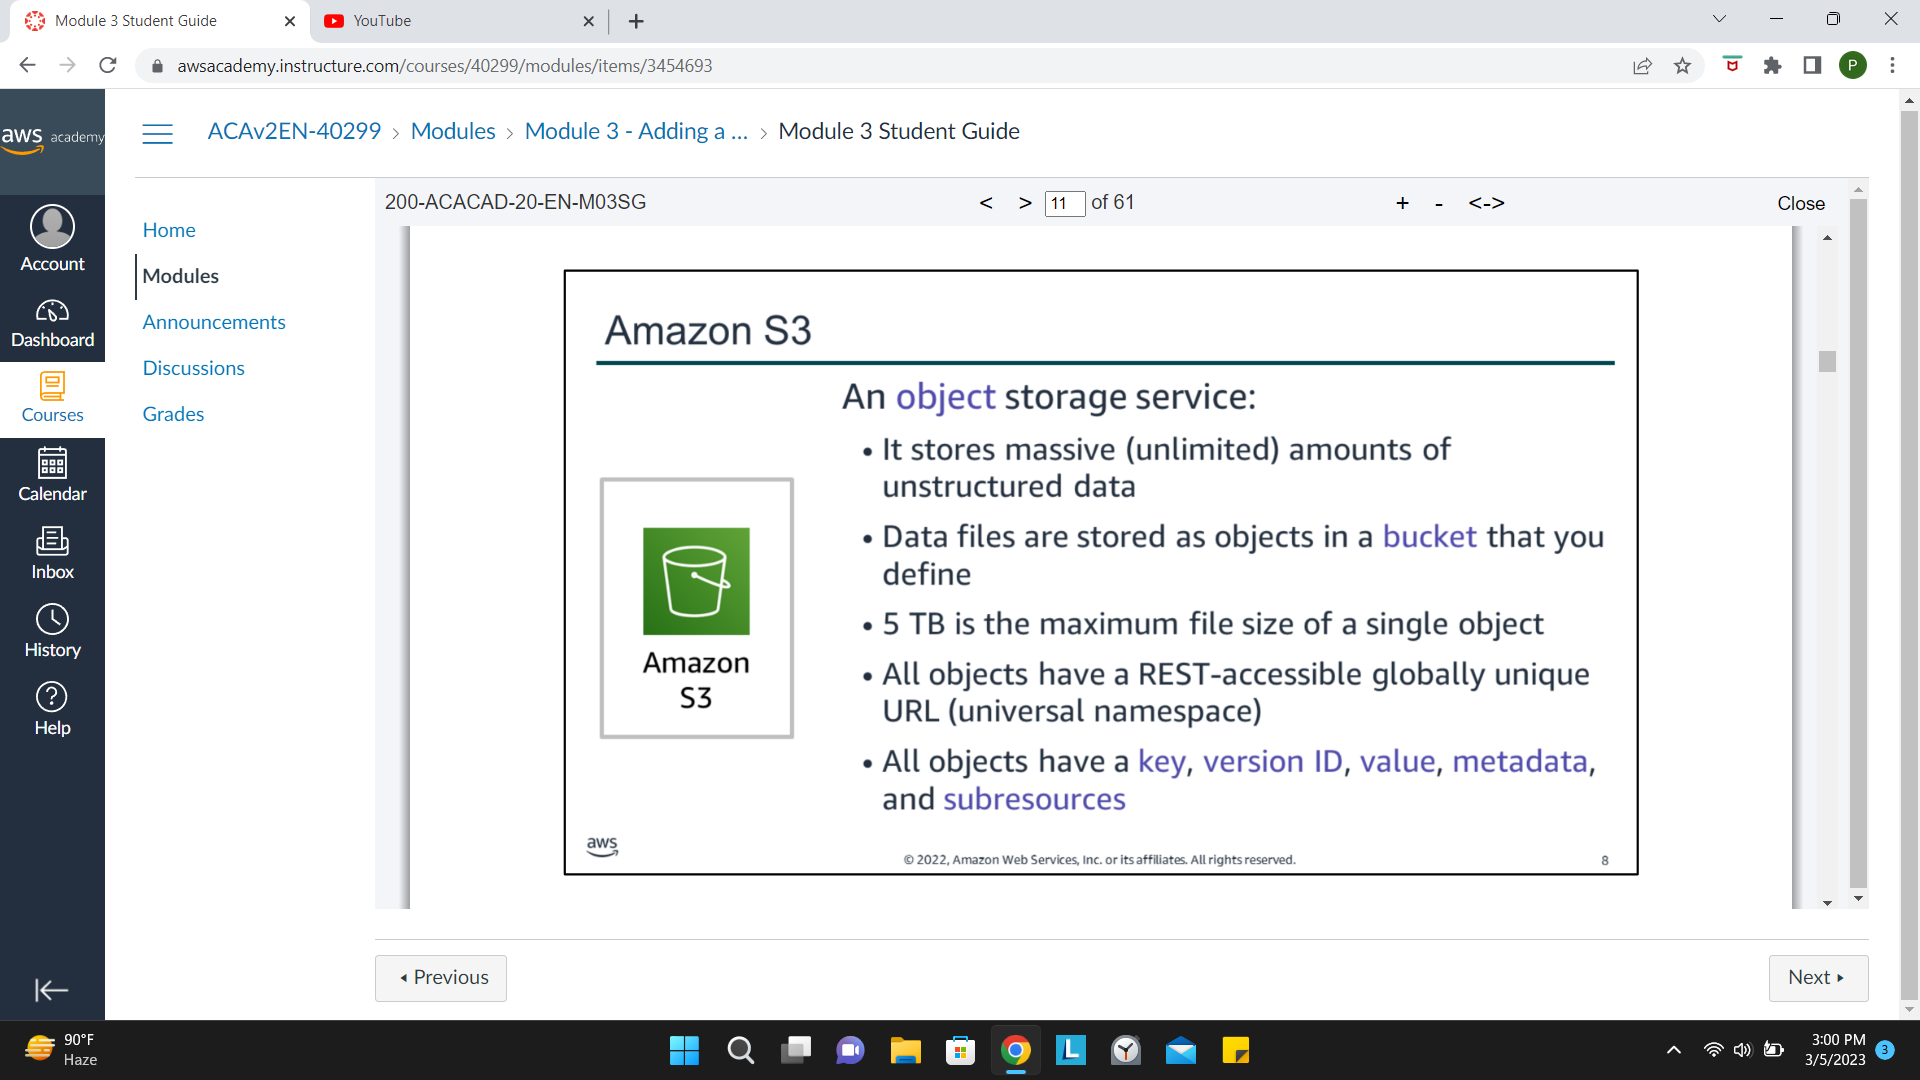 Module 3 Student Guide
YouTube
awsacademy.instructure.com/courses/40299/modules/items/3454693
P
aws academy
ACAv2EN-40299 > Modules > Module 3 - Adding a ... > Module 3 Student Guide
Account
Dashboard
Courses
Calendar
Inbox
History
Help
Home
Modules
Announcements
Discussions
Grades
200-ACACAD-20-EN-M03SG < > 11 of 61 + - <-> Close
Amazon S3
An object storage service:
• It stores massive (unlimited) amounts of
unstructured data
• Data files are stored as objects in a bucket that you
define
• 5 TB is the maximum file size of a single object
• All objects have a REST-accessible globally unique
URL (universal namespace)
• All objects have a key, version ID, value, metadata,
and subresources
Amazon
S3
aws
© 2022, Amazon Web Services, Inc. or its affiliates. All rights reserved.
8
Previous
Next
90°F
Haze
L
3:00 PM
3/5/2023
3